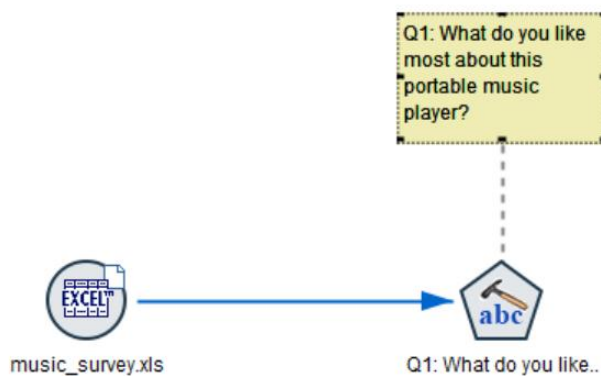 Q1: What do you like
most about this
portable music
player?
EXCEL™
abc
music_survey.xls
Q1: What do you like..